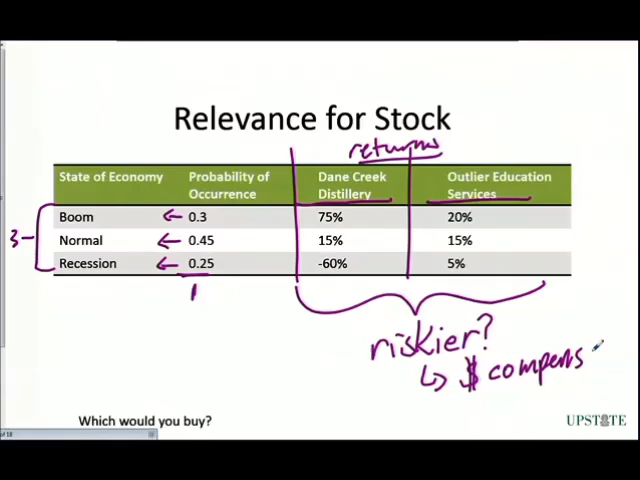 Relevance for Stock
returns
State of Economy Probability of Occurrence Dane Creek Distillery Outlier Education Services
3 Boom 0.3 75% 20%
Normal 0.45 15% 15%
Recession 0.25 -60% 5%
1
riskier?
$ compens
Which would you buy?
UPSTATE
of 18